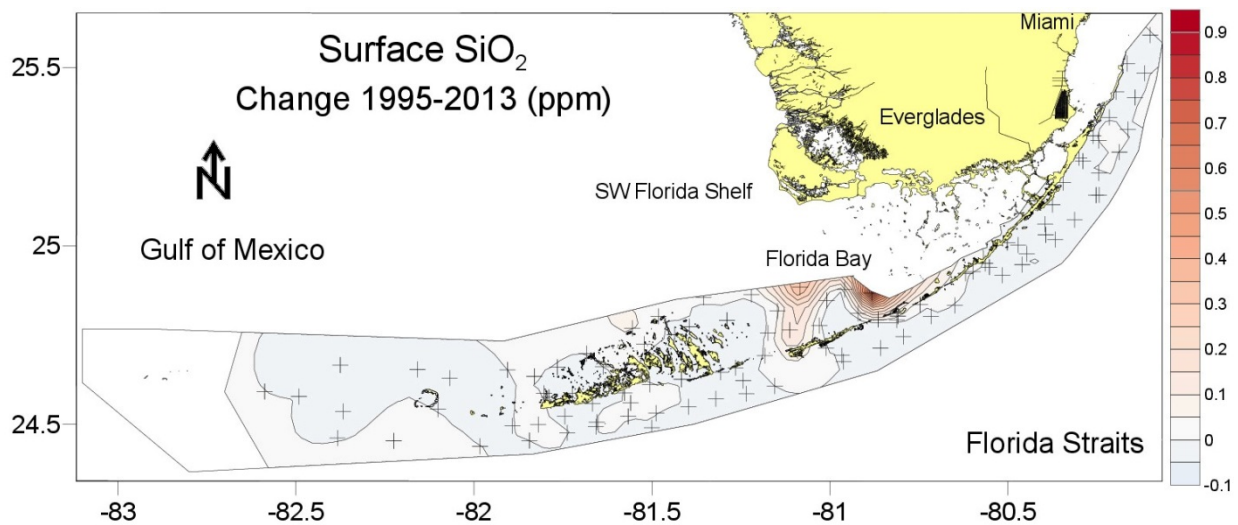 Surface SiO₂
Change 1995-2013 (ppm)
N
Gulf of Mexico
Miami
Everglades
SW Florida Shelf
Florida Bay
Florida Straits
25.5
25
24.5
-83
-82.5
-82
-81.5
-81
-80.5
0.9
0.8
0.7
0.6
0.5
0.4
0.3
0.2
0.1
0
-0.1